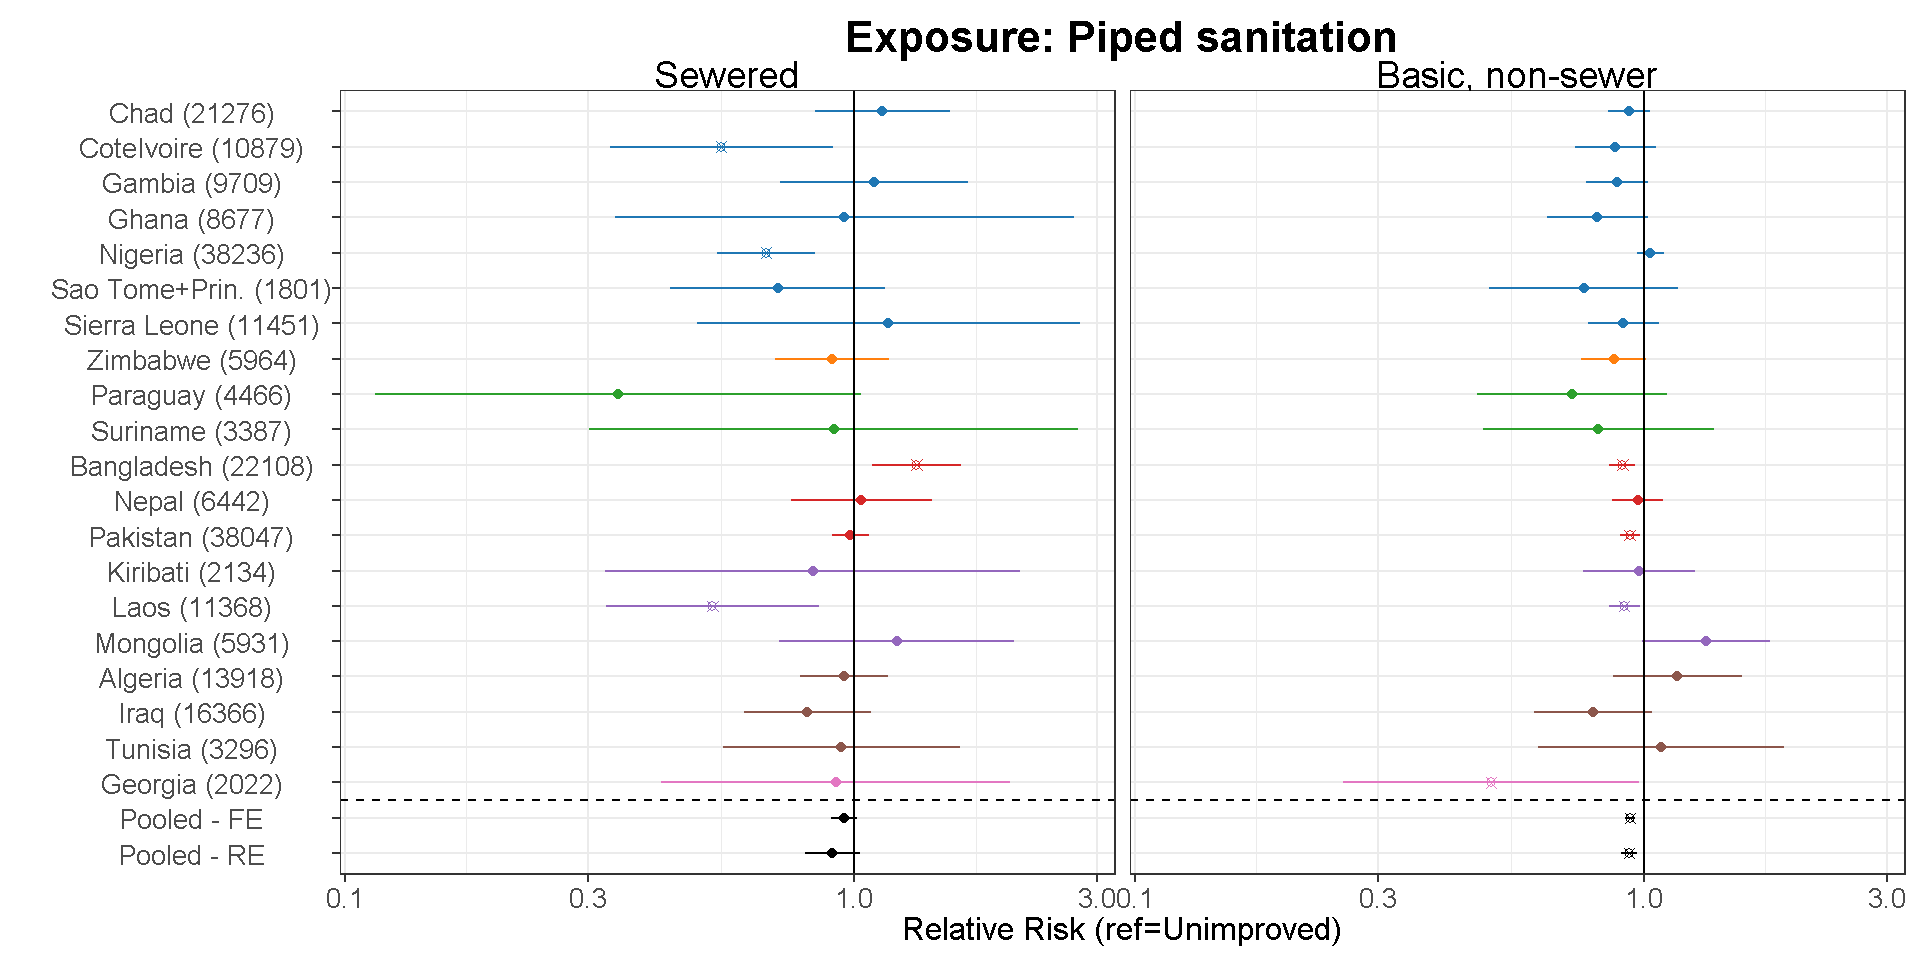 Exposure: Piped sanitation
Sewered
Basic, non-sewer
Chad (21276)
CoteIvoire (10879)
Gambia (9709)
Ghana (8677)
Nigeria (38236)
Sao Tome+Prin. (1801)
Sierra Leone (11451)
Zimbabwe (5964)
Paraguay (4466)
Suriname (3387)
Bangladesh (22108)
Nepal (6442)
Pakistan (38047)
Kiribati (2134)
Laos (11368)
Mongolia (5931)
Algeria (13918)
Iraq (16366)
Tunisia (3296)
Georgia (2022)
Pooled - FE
Pooled - RE
0.1 0.3 1.0 3.0 0.1 0.3 1.0 3.0
Relative Risk (ref=Unimproved)